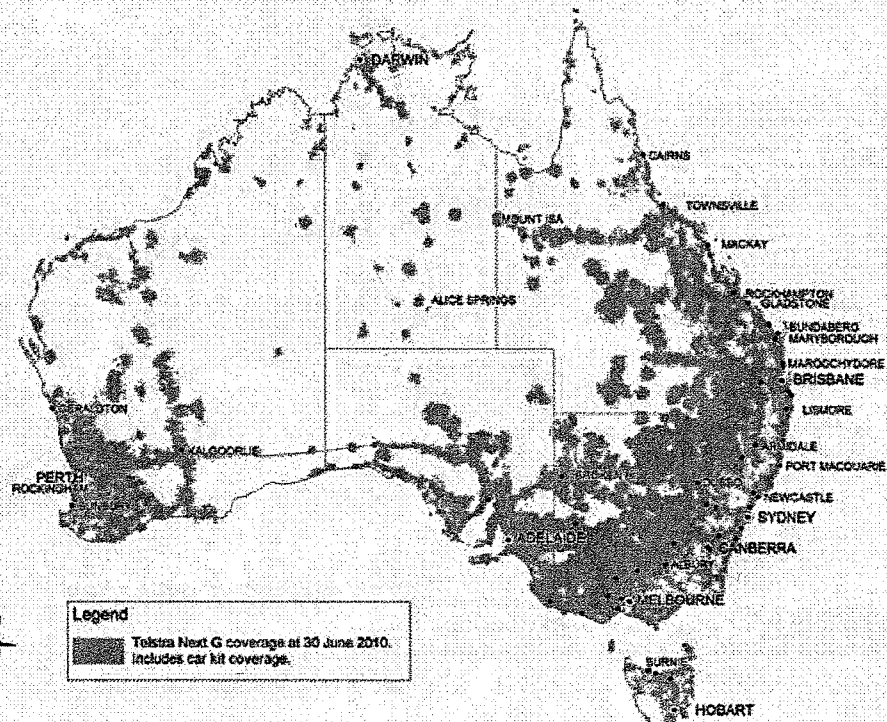 DARWIN
CAIRNS
TOWNSVILLE
MOUNT ISA
MACKAY
ALICE SPRINGS
ROCKHAMPTON
GLADSTONE
BUNDABERG
MARYBOROUGH
MAROOCHYDORE
BRISBANE
GERALDTON
LISMORE
KALGOORLIE
ARMIDALE
PERTH
PORT MACQUARIE
ROCKINGHAM
DUBBO
BUNBURY
NEWCASTLE
SYDNEY
ADELAIDE
CANBERRA
ALBURY
MELBOURNE
Legend
Telstra Next G coverage at 30 June 2010.
Includes car kit coverage.
BURNIE
HOBART